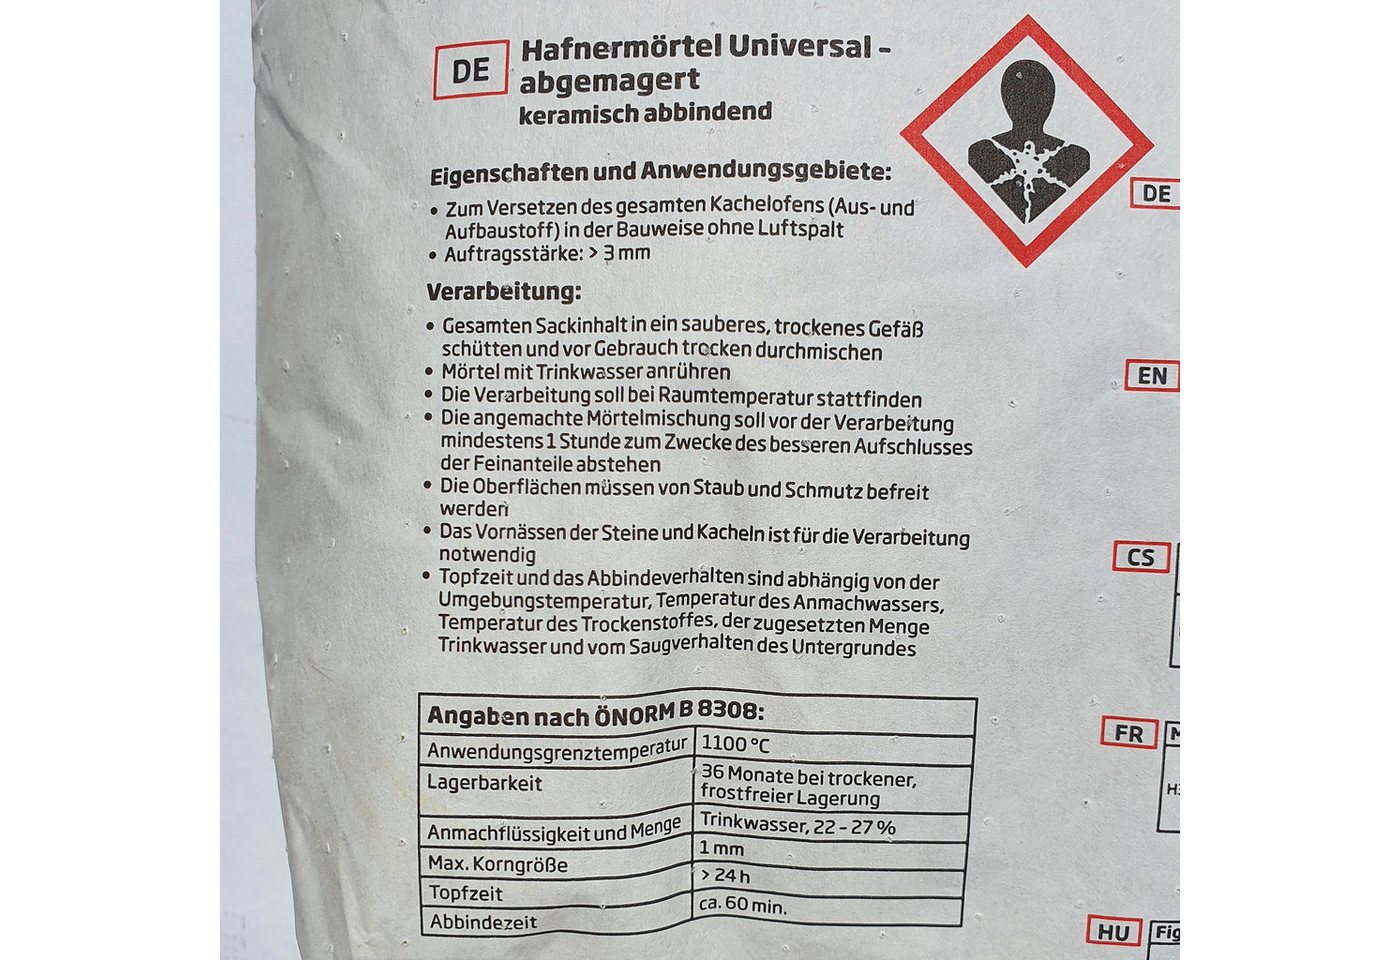 DE
Hafnermörtel Universal -
abgemagert
keramisch abbindend
Eigenschaften und Anwendungsgebiete:
• Zum Versetzen des gesamten Kachelofens (Aus- und
Aufbaustoff) in der Bauweise ohne Luftspalt
• Auftragsstärke: > 3 mm
Verarbeitung:
• Gesamten Sackinhalt in ein sauberes, trockenes Gefäß
schütten und vor Gebrauch trocken durchmischen
• Mörtel mit Trinkwasser anrühren
• Die Verarbeitung soll bei Raumtemperatur stattfinden
• Die angemachte Mörtelmischung soll vor der Verarbeitung
mindestens 1 Stunde zum Zwecke des besseren Aufschlusses
der Feinanteile abstehen
• Die Oberflächen müssen von Staub und Schmutz befreit
werden
• Das Vornässen der Steine und Kacheln ist für die Verarbeitung
notwendig
• Topfzeit und das Abbindeverhalten sind abhängig von der
Umgebungstemperatur, Temperatur des Anmachwassers,
Temperatur des Trockenstoffes, der zugesetzten Menge
Trinkwasser und vom Saugverhalten des Untergrundes
Angaben nach ÖNORM B 8308:
Anwendungsgrenztemperatur 1100 °C
Lagerbarkeit 36 Monate bei trockener,
frostfreier Lagerung
Anmachflüssigkeit und Menge Trinkwasser, 22 – 27 %
Max. Korngröße 1 mm
Topfzeit > 24 h
Abbindezeit ca. 60 min.
DE
EN
CS
FR
HU